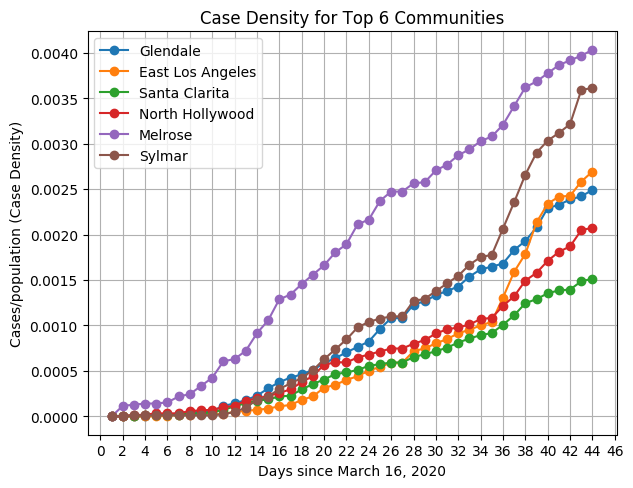 Case Density for Top 6 Communities
Glendale
East Los Angeles
Santa Clarita
North Hollywood
Melrose
Sylmar
Cases/population (Case Density)
0.0040
0.0035
0.0030
0.0025
0.0020
0.0015
0.0010
0.0005
0.0000
0 2 4 6 8 10 12 14 16 18 20 22 24 26 28 30 32 34 36 38 40 42 44 46
Days since March 16, 2020